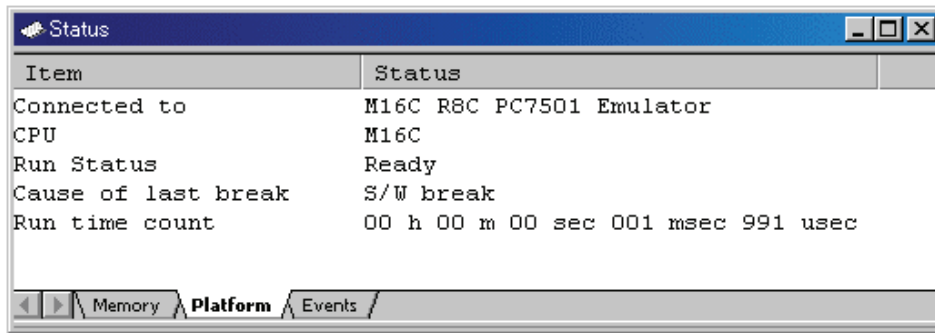 Status
Item Status
Connected to M16C R8C PC7501 Emulator
CPU M16C
Run Status Ready
Cause of last break S/W break
Run time count 00 h 00 m 00 sec 001 msec 991 usec
Memory Platform Events